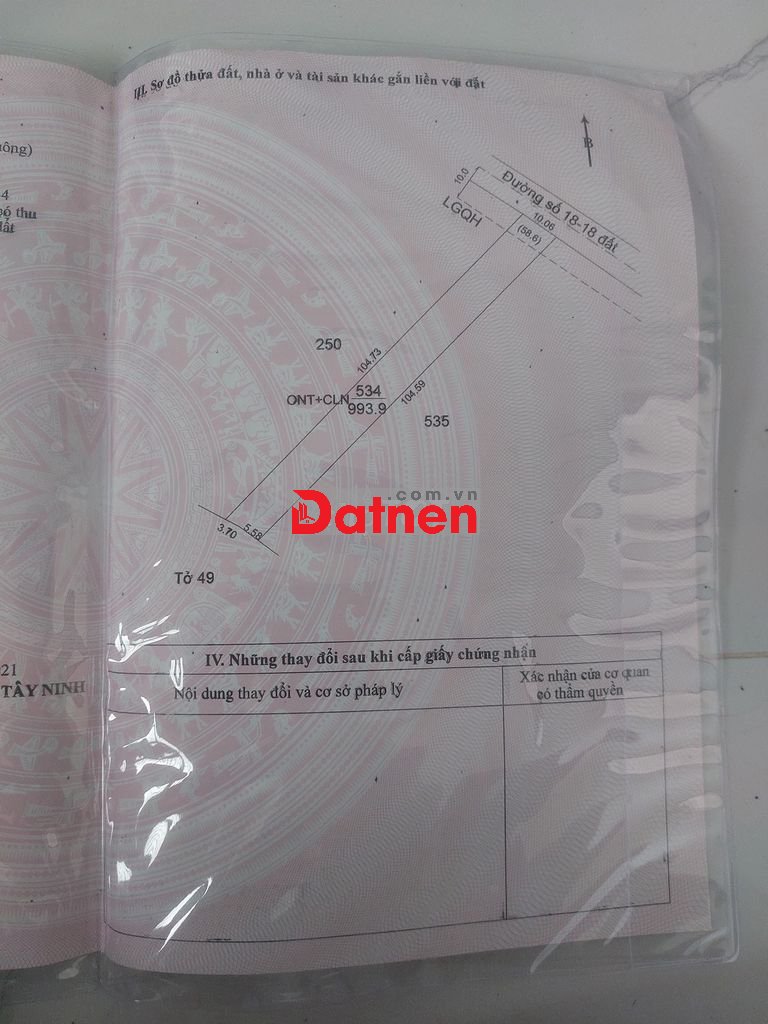 III. Sơ đồ thửa đất, nhà ở và tài sản khác gắn liền với đất
ông)
4
có thu
đất
B
10.0
Đường số 18-18 đất
LGQH
10.06
(58.6)
250
104.73
104.59
ONT+CLN 534
993.9
535
.com.vn
Datnen
3.70
5.58
Tờ 49
21
TÂY NINH
IV. Những thay đổi sau khi cấp giấy chứng nhận
Nội dung thay đổi và cơ sở pháp lý
Xác nhận của cơ quan
có thẩm quyền